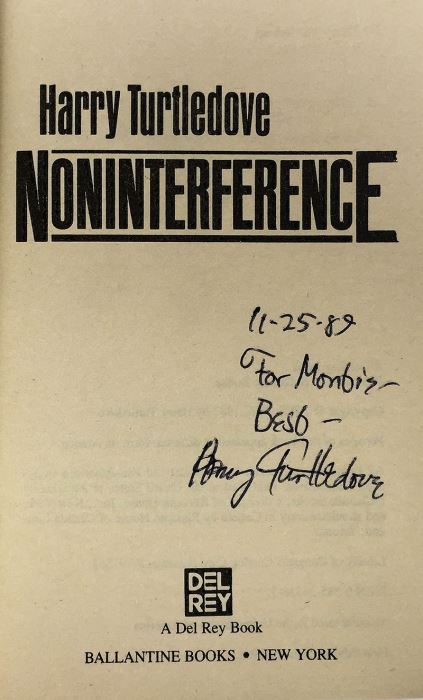 Harry Turtledove
NONINTERFERENCE
11-25-89
For Morbie–
Best –
Harry Turtledove
DEL
REY
A Del Rey Book
BALLANTINE BOOKS • NEW YORK